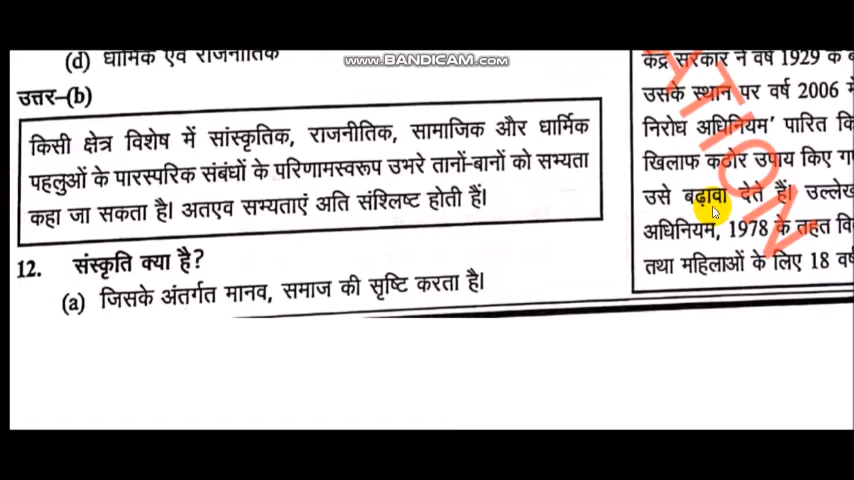 (d) धार्मिक एवं राजनीतिक
www.BANDICAM.com
उत्तर–(b)
किसी क्षेत्र विशेष में सांस्कृतिक, राजनीतिक, सामाजिक और धार्मिक
पहलुओं के पारस्परिक संबंधों के परिणामस्वरूप उभरे तानों-बानों को सभ्यता
कहा जा सकता है। अतएव सभ्यताएं अति संश्लिष्ट होती हैं।
12. संस्कृति क्या है?
(a) जिसके अंतर्गत मानव, समाज की सृष्टि करता है।
केंद्र सरकार ने वर्ष 1929 के
उसके स्थान पर वर्ष 2006
निरोध अधिनियम' पारित
खिलाफ कठोर उपाय किए
उसे बढ़ावा देते हैं।
अधिनियम, 1978 के तहत
तथा महिलाओं के लिए 18 वर्ष
ATION